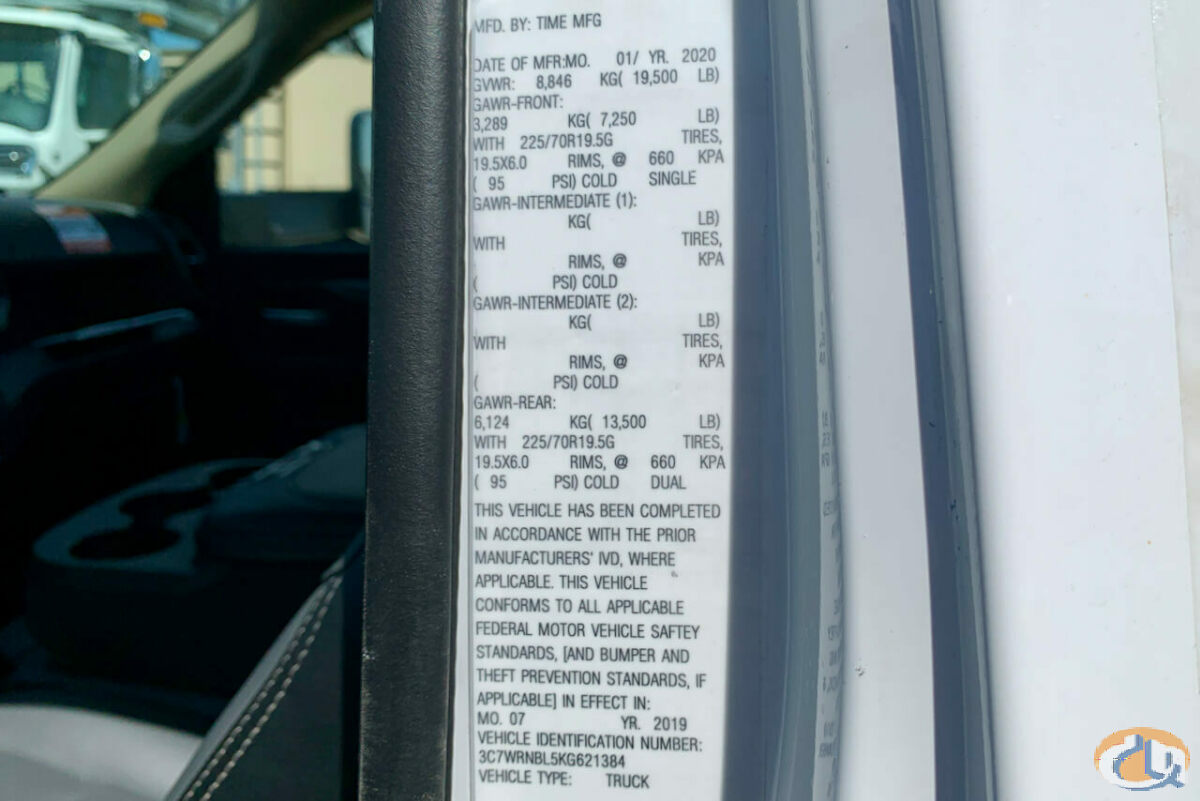 MFD. BY: TIME MFG
DATE OF MFR:MO. 01/ YR. 2020
GVWR: 8,846 KG( 19,500 LB)
GAWR-FRONT:
3,289 KG( 7,250 LB)
WITH 225/70R19.5G TIRES,
19.5X6.0 RIMS, @ 660 KPA
( 95 PSI) COLD SINGLE
GAWR-INTERMEDIATE (1):
KG( LB)
WITH TIRES,
RIMS, @ KPA
( PSI) COLD
GAWR-INTERMEDIATE (2):
KG( LB)
WITH TIRES,
RIMS, @ KPA
( PSI) COLD
GAWR-REAR:
6,124 KG( 13,500 LB)
WITH 225/70R19.5G TIRES,
19.5X6.0 RIMS, @ 660 KPA
( 95 PSI) COLD DUAL
THIS VEHICLE HAS BEEN COMPLETED
IN ACCORDANCE WITH THE PRIOR
MANUFACTURERS' IVD, WHERE
APPLICABLE. THIS VEHICLE
CONFORMS TO ALL APPLICABLE
FEDERAL MOTOR VEHICLE SAFTEY
STANDARDS, [AND BUMPER AND
THEFT PREVENTION STANDARDS, IF
APPLICABLE] IN EFFECT IN:
MO. 07 YR. 2019
VEHICLE IDENTIFICATION NUMBER:
3C7WRNBL5KG621384
VEHICLE TYPE: TRUCK